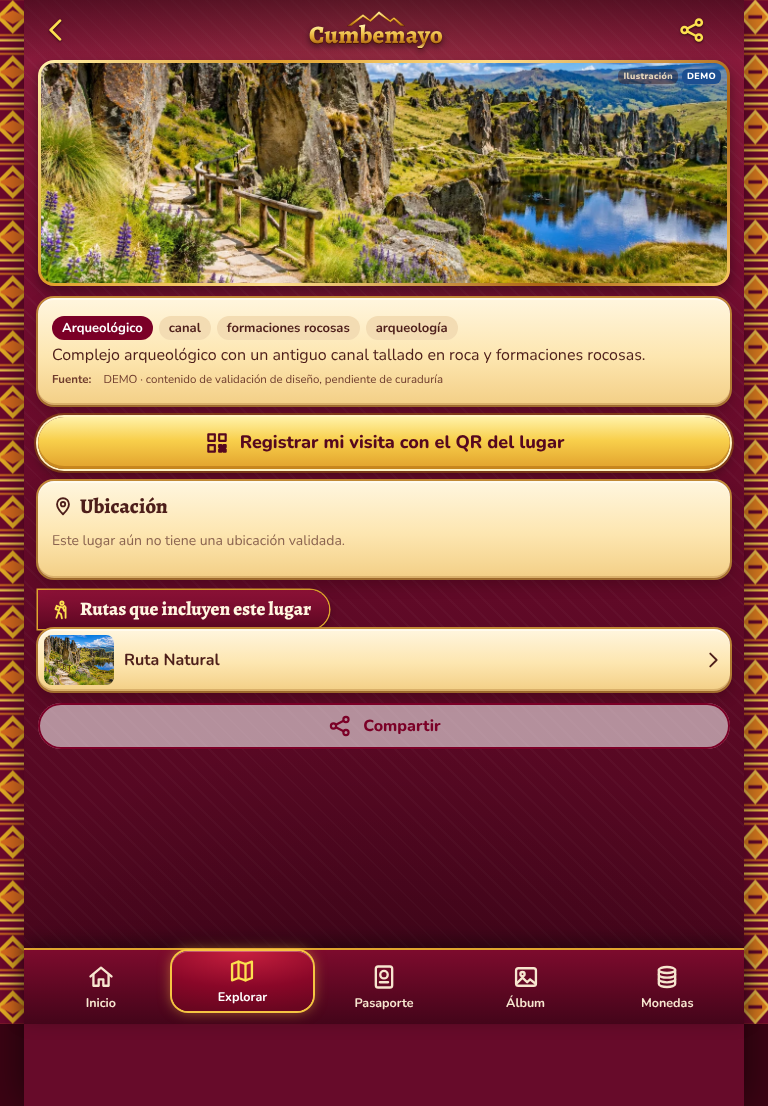 Cumbemayo
Ilustración DEMO
Arqueológico canal formaciones rocosas arqueología
Complejo arqueológico con un antiguo canal tallado en roca y formaciones rocosas.
Fuente: DEMO · contenido de validación de diseño, pendiente de curaduría
Registrar mi visita con el QR del lugar
Ubicación
Este lugar aún no tiene una ubicación validada.
Rutas que incluyen este lugar
Ruta Natural
Compartir
Inicio Explorar Pasaporte Álbum Monedas